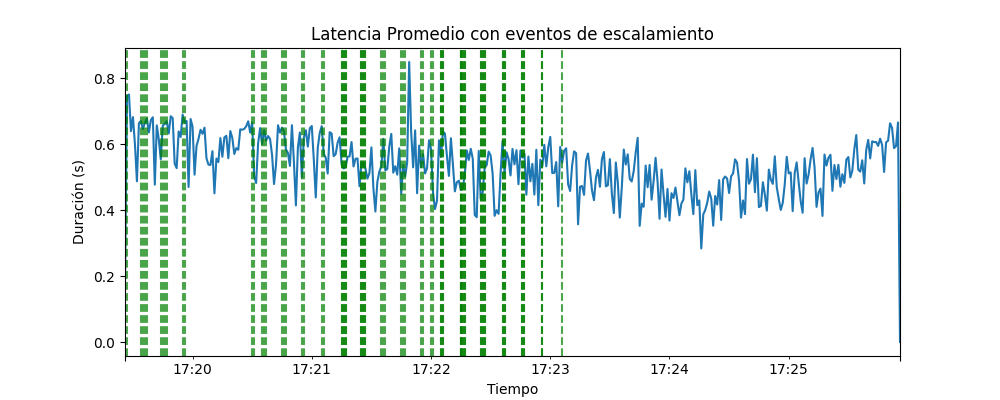 Latencia Promedio con eventos de escalamiento
Duración (s)
0.8
0.6
0.4
0.2
0.0
17:20 17:21 17:22 17:23 17:24 17:25
Tiempo